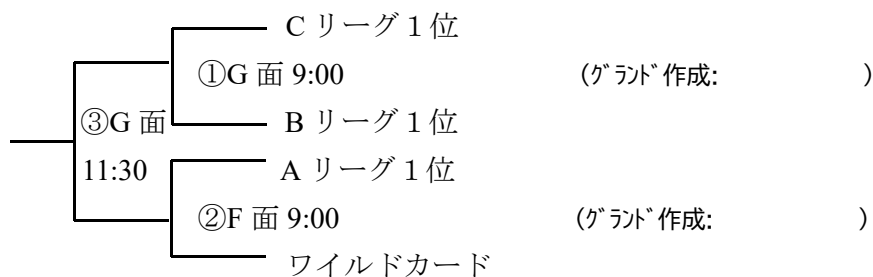 C リーグ１位
①G 面 9:00 (ｸﾞﾗﾝﾄﾞ作成: )
③G 面 B リーグ１位
11:30 A リーグ１位
②F 面 9:00 (ｸﾞﾗﾝﾄﾞ作成: )
ワイルドカード